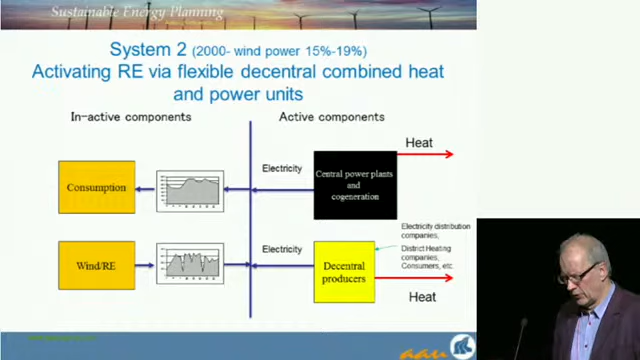 Sustainable Energy Planning
System 2 (2000- wind power 15%-19%)
Activating RE via flexible decentral combined heat
and power units
In-active components
Active components
Heat
Consumption
Electricity
Central power plants
and
cogeneration
Electricity distribution
companies,
District Heating
companies,
Consumers, etc
Wind/RE
Electricity
Decentral
producers
Heat
aau